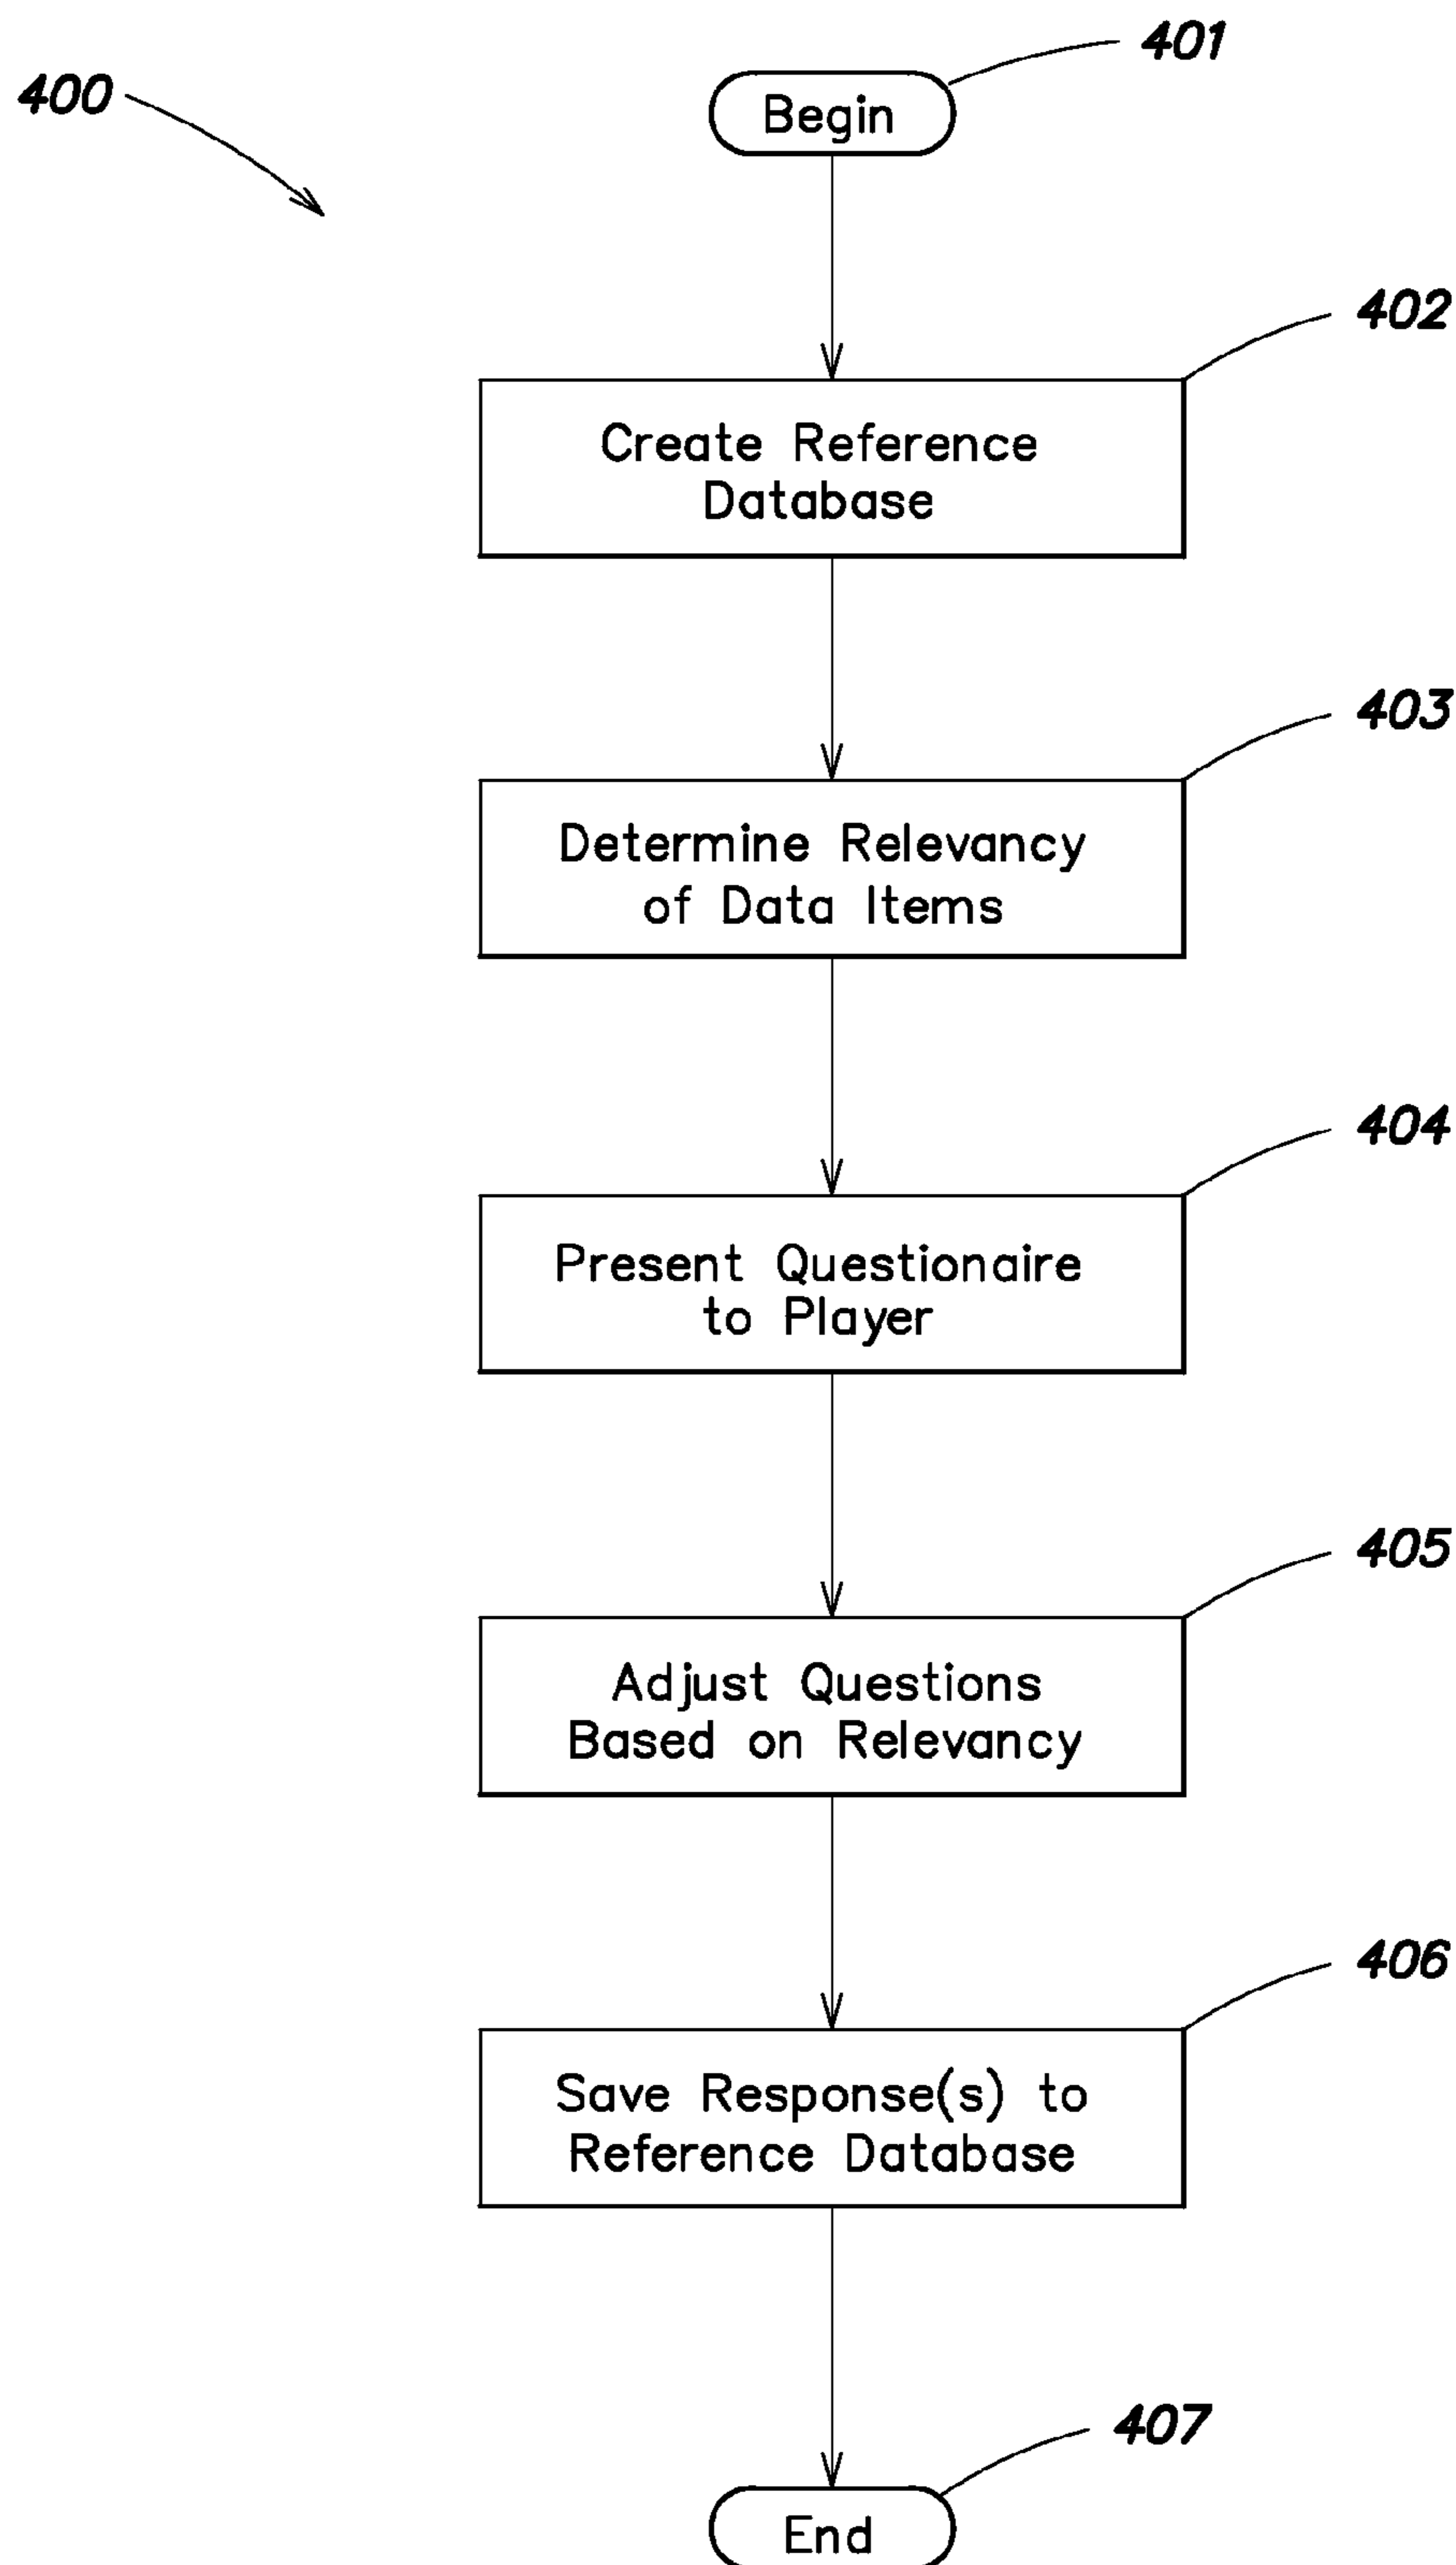 401
400
Begin
402
Create Reference
Database
403
Determine Relevancy
of Data Items
404
Present Questionaire
to Player
405
Adjust Questions
Based on Relevancy
406
Save Response(s) to
Reference Database
407
End